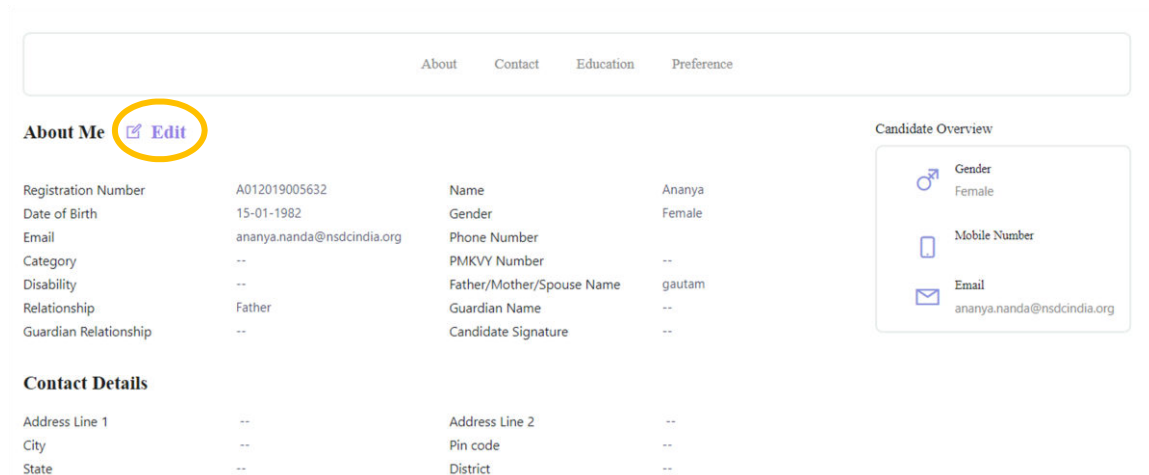 About Contact Education Preference
About Me Edit
Registration Number A012019005632 Name Ananya
Date of Birth 15-01-1982 Gender Female
Email ananya.nanda@nsdcindia.org Phone Number
Category -- PMKVY Number --
Disability -- Father/Mother/Spouse Name gautam
Relationship Father Guardian Name --
Guardian Relationship -- Candidate Signature --
Contact Details
Address Line 1 -- Address Line 2 --
City -- Pin code --
State -- District --
Candidate Overview
Gender
Female
Mobile Number
Email
ananya.nanda@nsdcindia.org